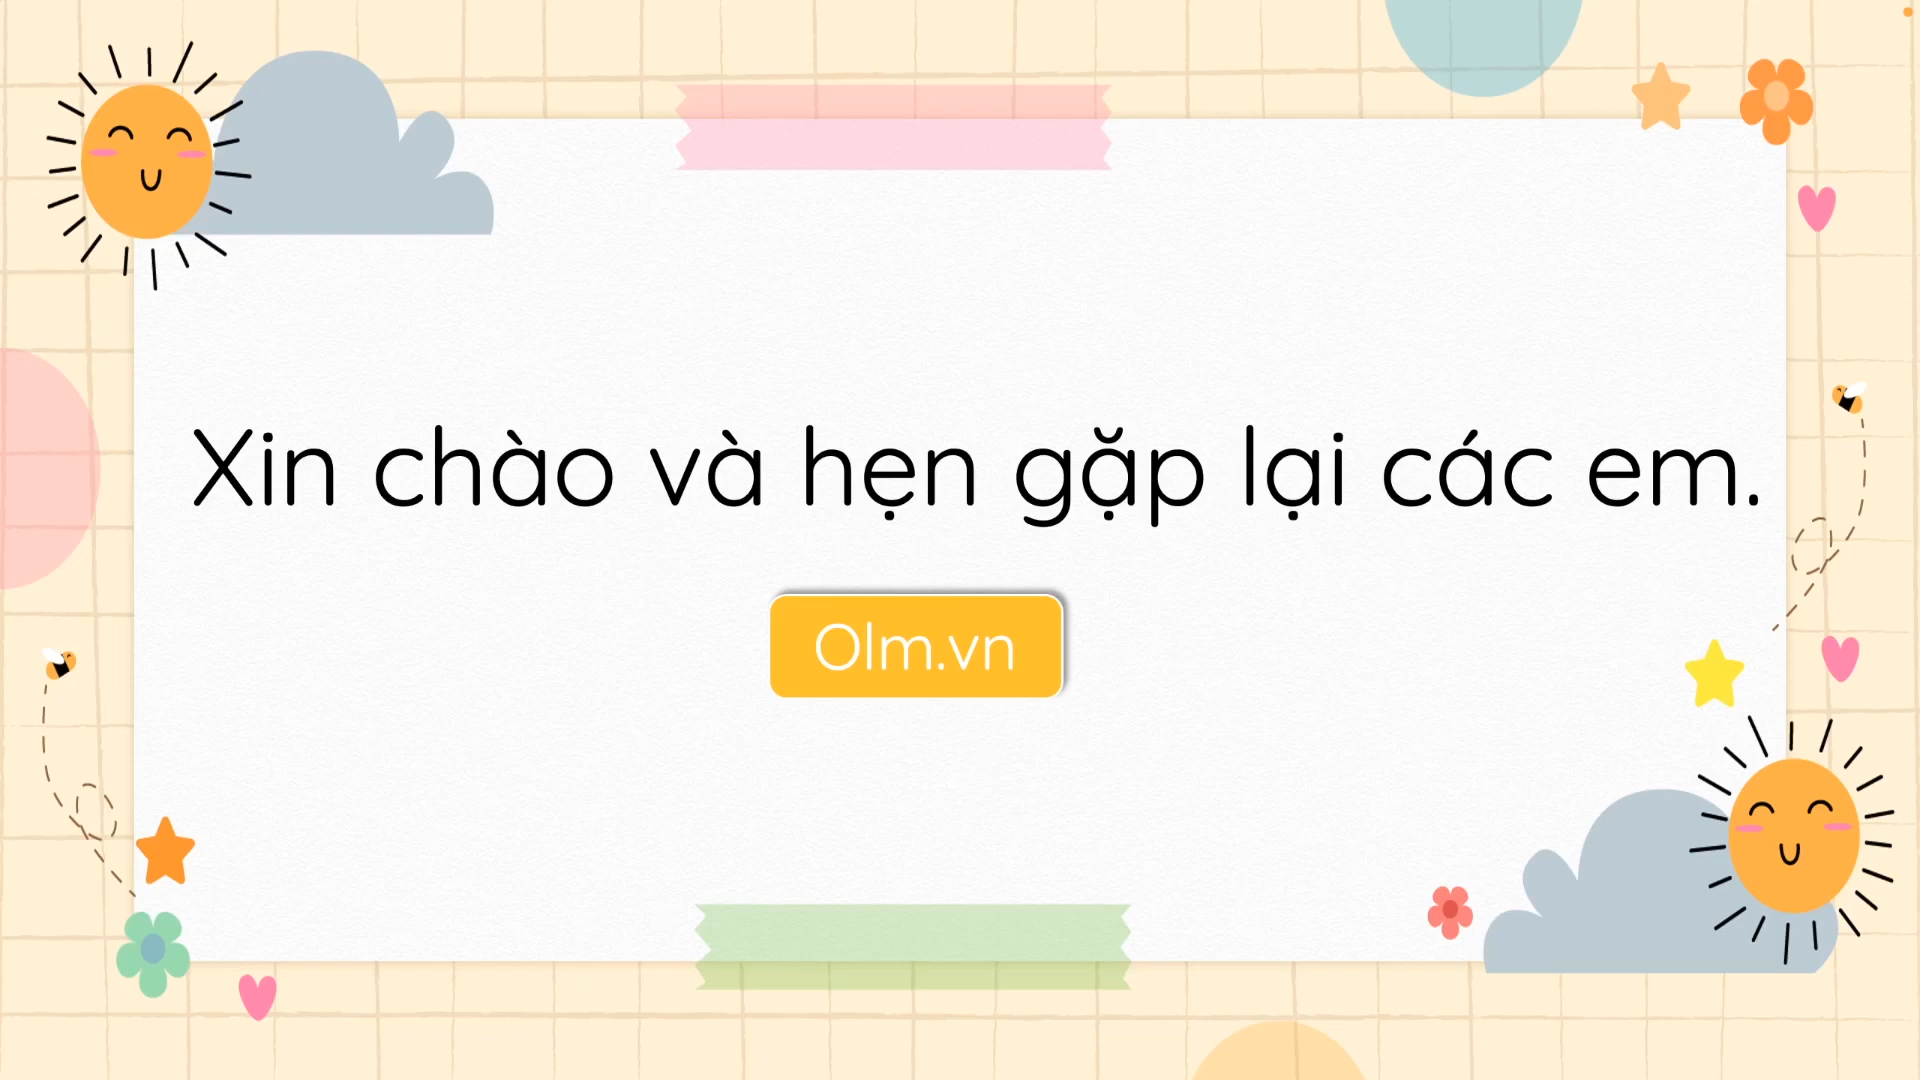 Xin chào và hẹn gặp lại các em.
Olm.vn